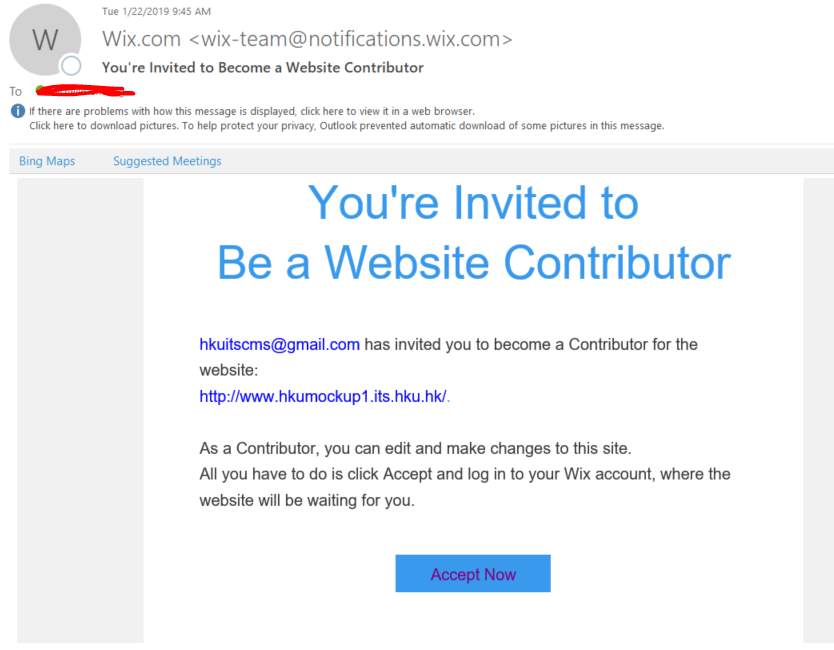 Tue 1/22/2019 9:45 AM
W
Wix.com <wix-team@notifications.wix.com>
You're Invited to Become a Website Contributor
To
If there are problems with how this message is displayed, click here to view it in a web browser.
Click here to download pictures. To help protect your privacy, Outlook prevented automatic download of some pictures in this message.
Bing Maps Suggested Meetings
You're Invited to
Be a Website Contributor
hkuitscms@gmail.com has invited you to become a Contributor for the
website:
http://www.hkumockup1.its.hku.hk/.
As a Contributor, you can edit and make changes to this site.
All you have to do is click Accept and log in to your Wix account, where the
website will be waiting for you.
Accept Now